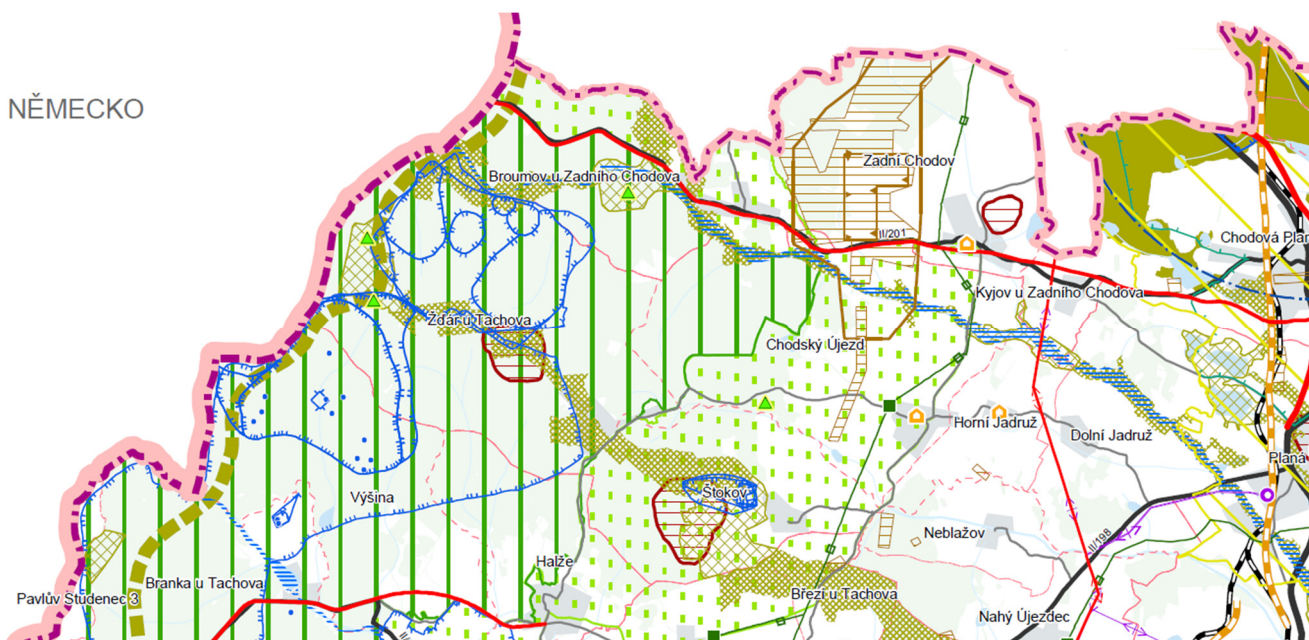 NĚMECKO
Zadní Chodov
Broumov u Zadního Chodova
II/201
Chodová Plan
Kyjov u Zadního Chodova
Žďár u Tachova
Chodský Újezd
Horní Jadruž
Dolní Jadruž
Planá
Výšina
Štokov
Neblažov
II/198
Halže
Branka u Tachova
Pavlův Studenec 3
Březí u Tachova
Nahý Újezdec